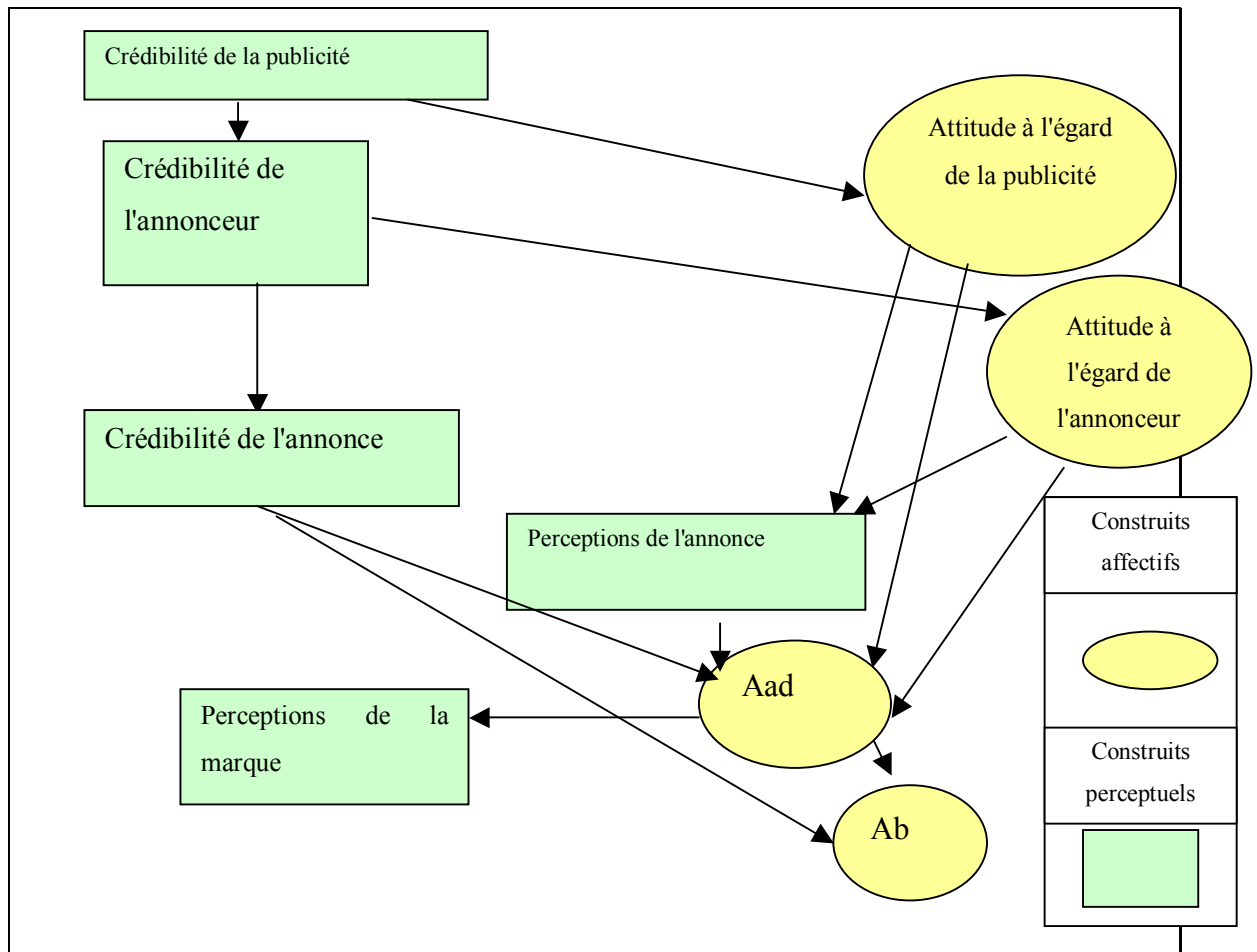 Crédibilité de la publicité
Attitude à l'égard
de la publicité
Crédibilité de
l'annonceur
Attitude à
l'égard de
l'annonceur
Crédibilité de l'annonce
Perceptions de l'annonce
Construits
affectifs
Aad
Perceptions de la
marque
Construits
perceptuels
Ab